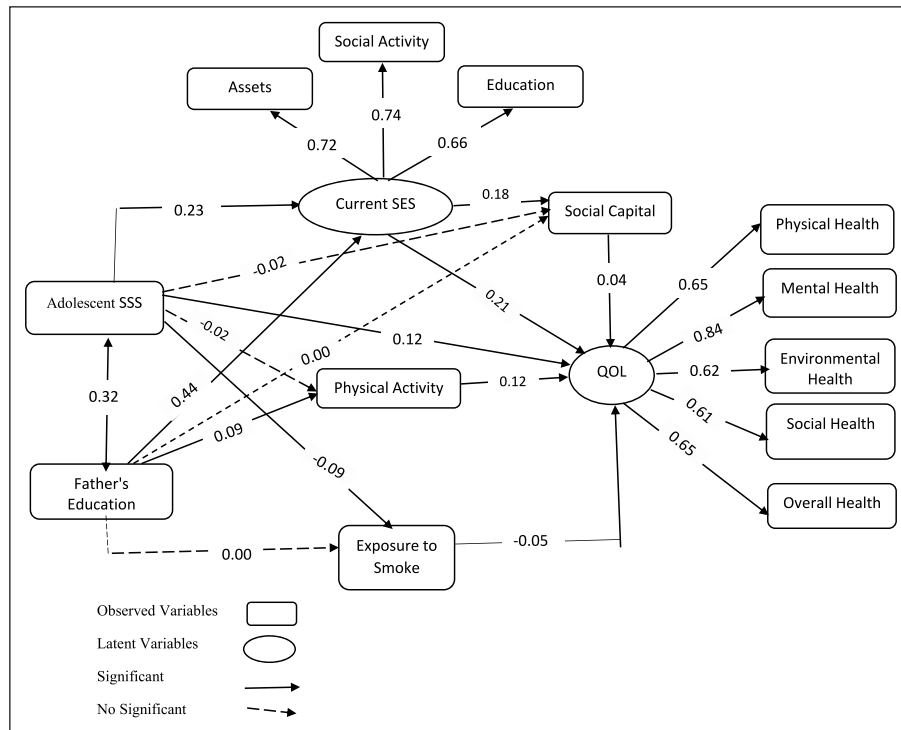 Social Activity
Assets
Education
0.74
0.72
0.66
Current SES
0.18
0.23
Social Capital
Physical Health
-0.02
0.04
0.65
Mental Health
Adolescent SSS
0.21
-0.02
0.12
0.84
0.00
Environmental
Health
QOL
0.62
Physical Activity
0.12
0.32
0.44
0.61
Social Health
0.09
0.65
-0.09
Father's
Education
Overall Health
0.00
Exposure to
Smoke
-0.05
Observed Variables
Latent Variables
Significant
No Significant